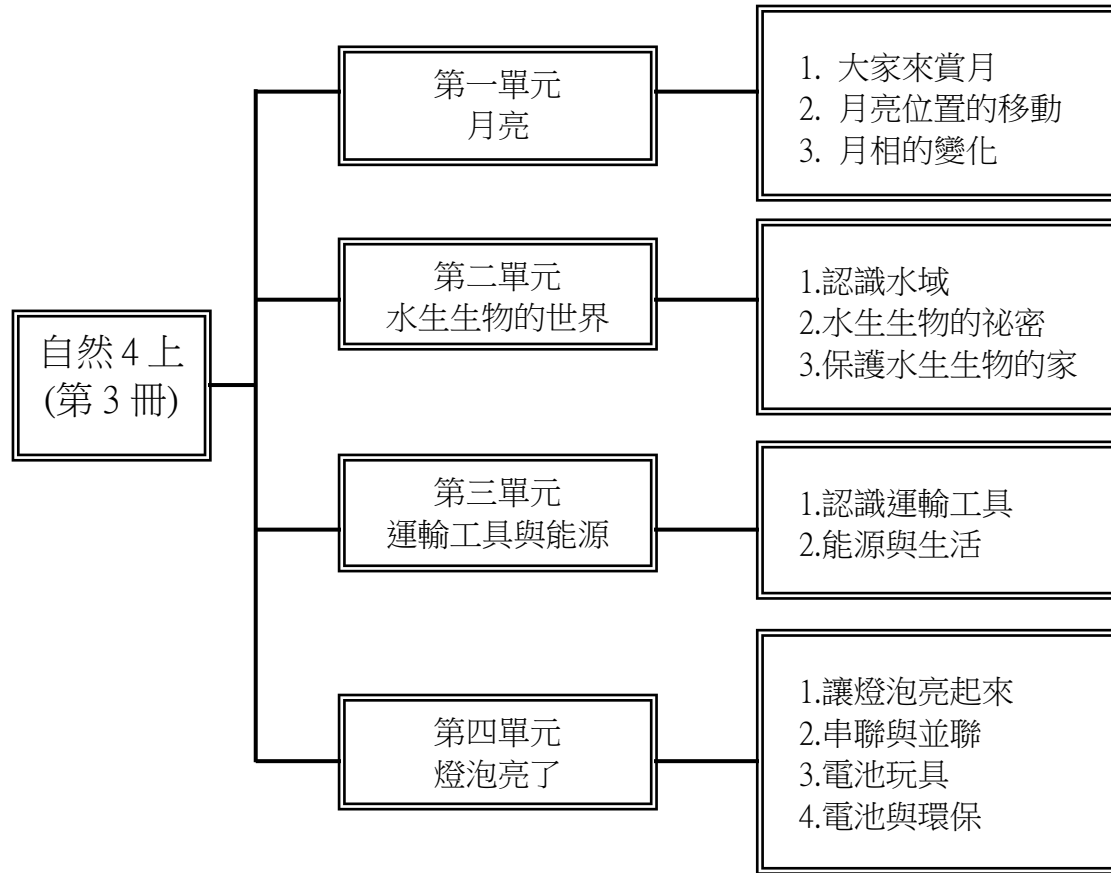 自然 4 上
(第 3 冊)
第一單元
月亮
1. 大家來賞月
2. 月亮位置的移動
3. 月相的變化
第二單元
水生生物的世界
1.認識水域
2.水生生物的祕密
3.保護水生生物的家
第三單元
運輸工具與能源
1.認識運輸工具
2.能源與生活
第四單元
燈泡亮了
1.讓燈泡亮起來
2.串聯與並聯
3.電池玩具
4.電池與環保